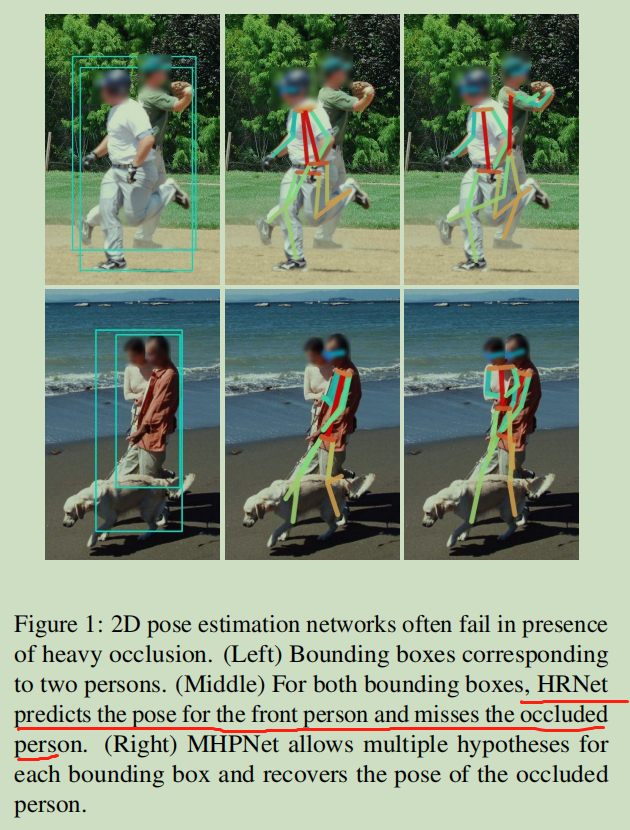 Figure 1: 2D pose estimation networks often fail in presence
of heavy occlusion. (Left) Bounding boxes corresponding
to two persons. (Middle) For both bounding boxes, HRNet
predicts the pose for the front person and misses the occluded
person. (Right) MHPNet allows multiple hypotheses for
each bounding box and recovers the pose of the occluded
person.